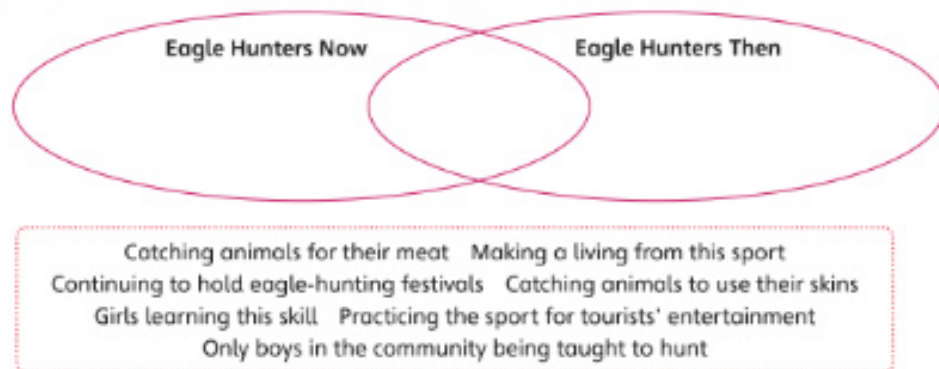 Eagle Hunters Now Eagle Hunters Then
Catching animals for their meat Making a living from this sport
Continuing to hold eagle-hunting festivals Catching animals to use their skins
Girls learning this skill Practicing the sport for tourists' entertainment
Only boys in the community being taught to hunt